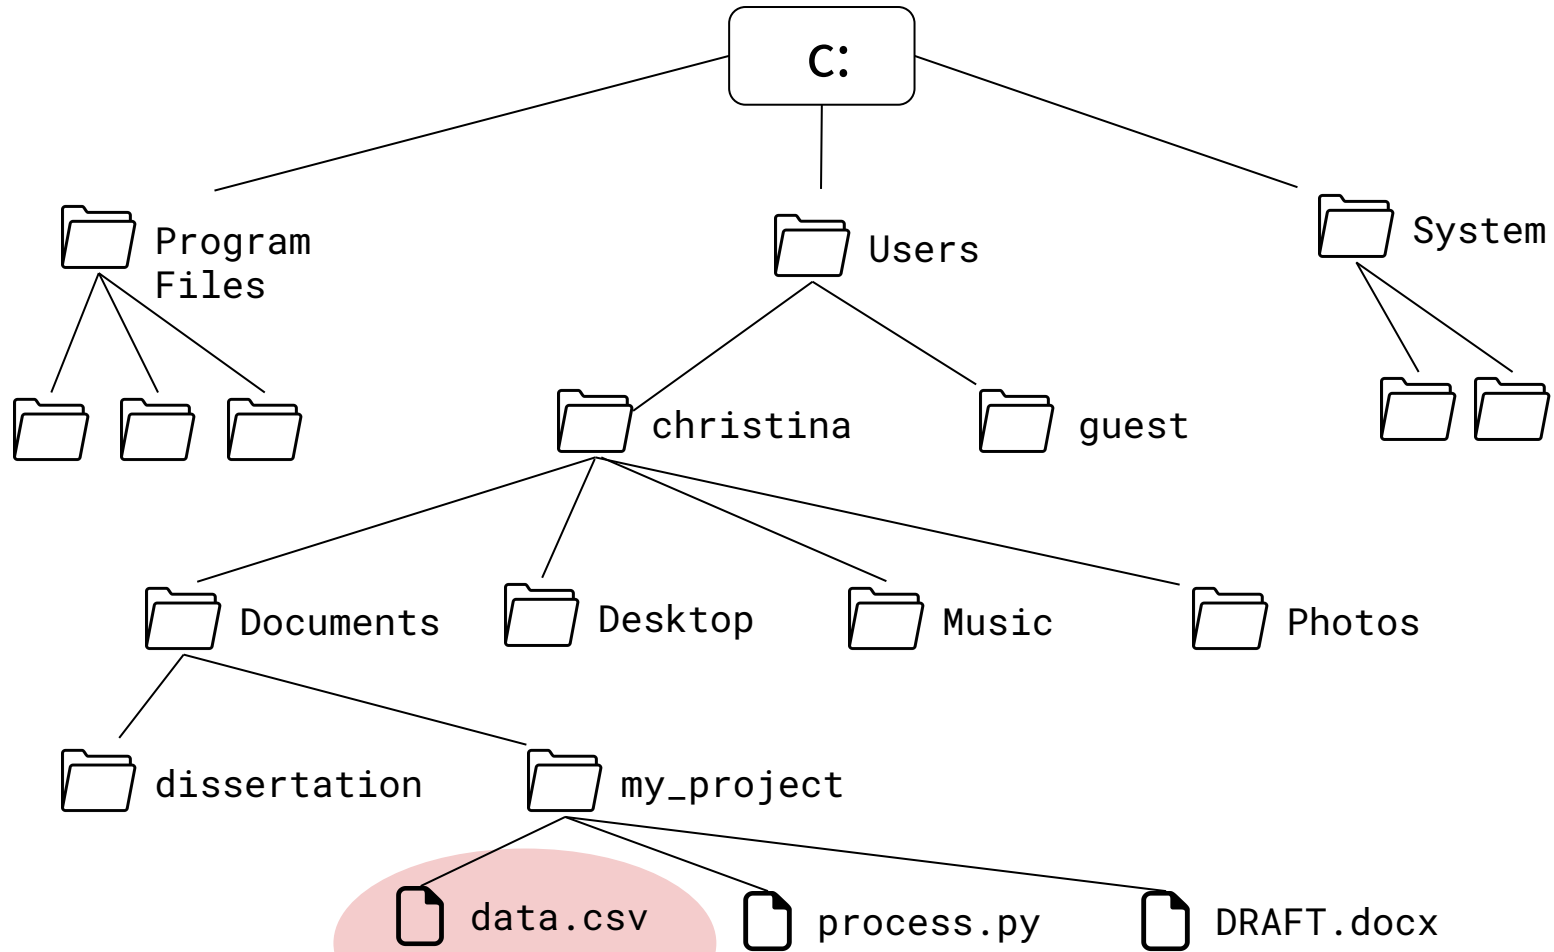 C:
Program
Files
Users
System
christina
guest
Documents
Desktop
Music
Photos
dissertation
my_project
data.csv
process.py
DRAFT.docx